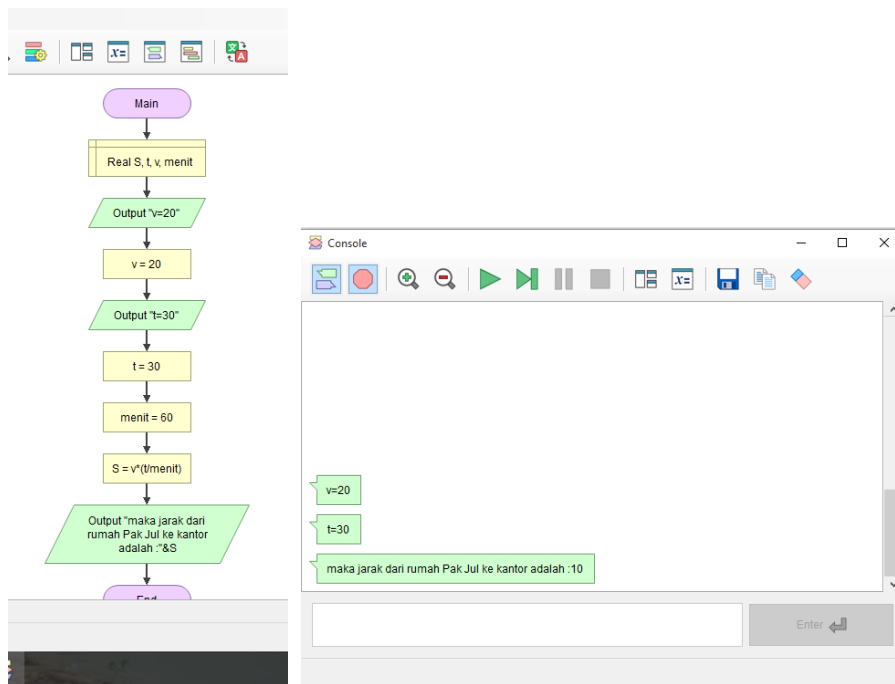 Main
Real S, t, v, menit
Output "v=20"
v = 20
Output "t=30"
t = 30
menit = 60
S = v*(t/menit)
Output "maka jarak dari
rumah Pak Jul ke kantor
adalah :"&S
End
Console
v=20
t=30
maka jarak dari rumah Pak Jul ke kantor adalah :10
Enter